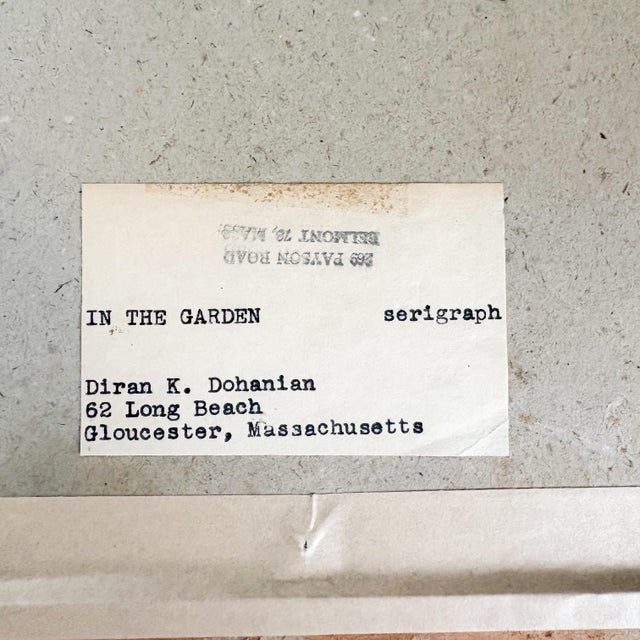 269 PAYSON ROAD
BELMONT 78, MASS.
IN THE GARDEN serigraph
Diran K. Dohanian
62 Long Beach
Gloucester, Massachusetts